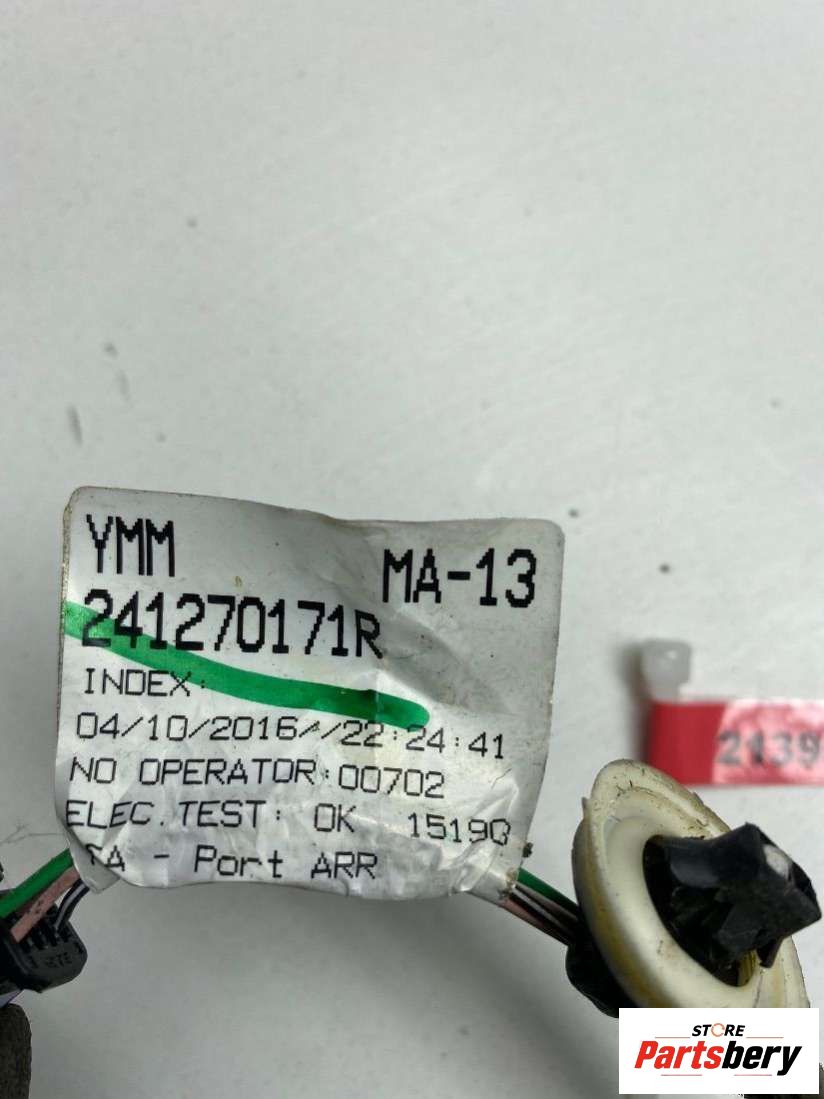 YMM MA-13
241270171R
INDEX:
04/10/2016//22:24:41
NO OPERATOR:00702
ELEC.TEST: OK 1519Q
- Port ARR
STORE
Partsbery